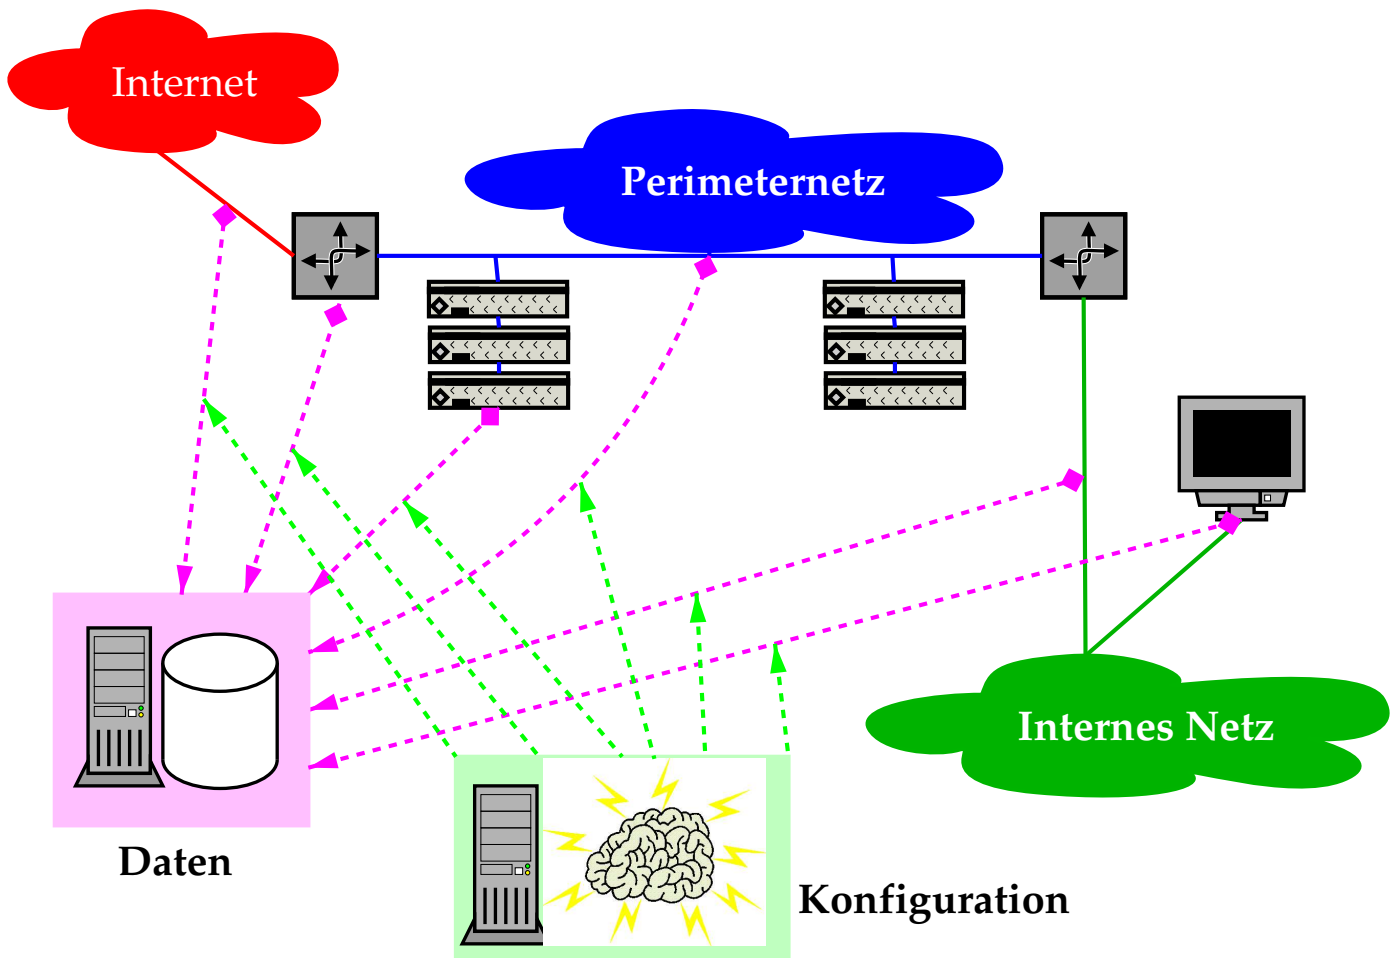 Internet
Perimeternetz
Internes Netz
Daten
Konfiguration